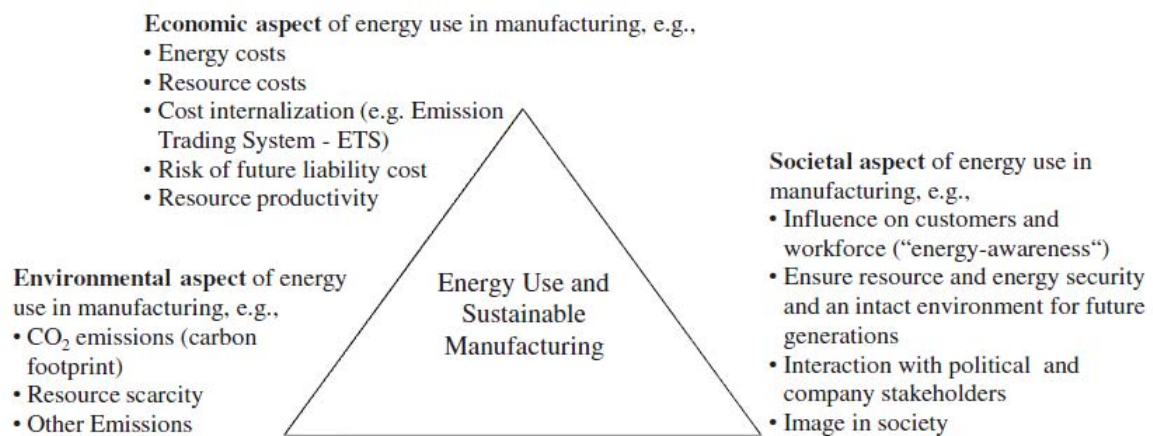 Economic aspect of energy use in manufacturing, e.g.,
• Energy costs
• Resource costs
• Cost internalization (e.g. Emission
Trading System - ETS)
• Risk of future liability cost
• Resource productivity
Societal aspect of energy use in
manufacturing, e.g.,
• Influence on customers and
workforce (“energy-awareness“)
• Ensure resource and energy security
and an intact environment for future
generations
• Interaction with political and
company stakeholders
• Image in society
Environmental aspect of energy
use in manufacturing, e.g.,
• CO₂ emissions (carbon
footprint)
• Resource scarcity
• Other Emissions
Energy Use and
Sustainable
Manufacturing